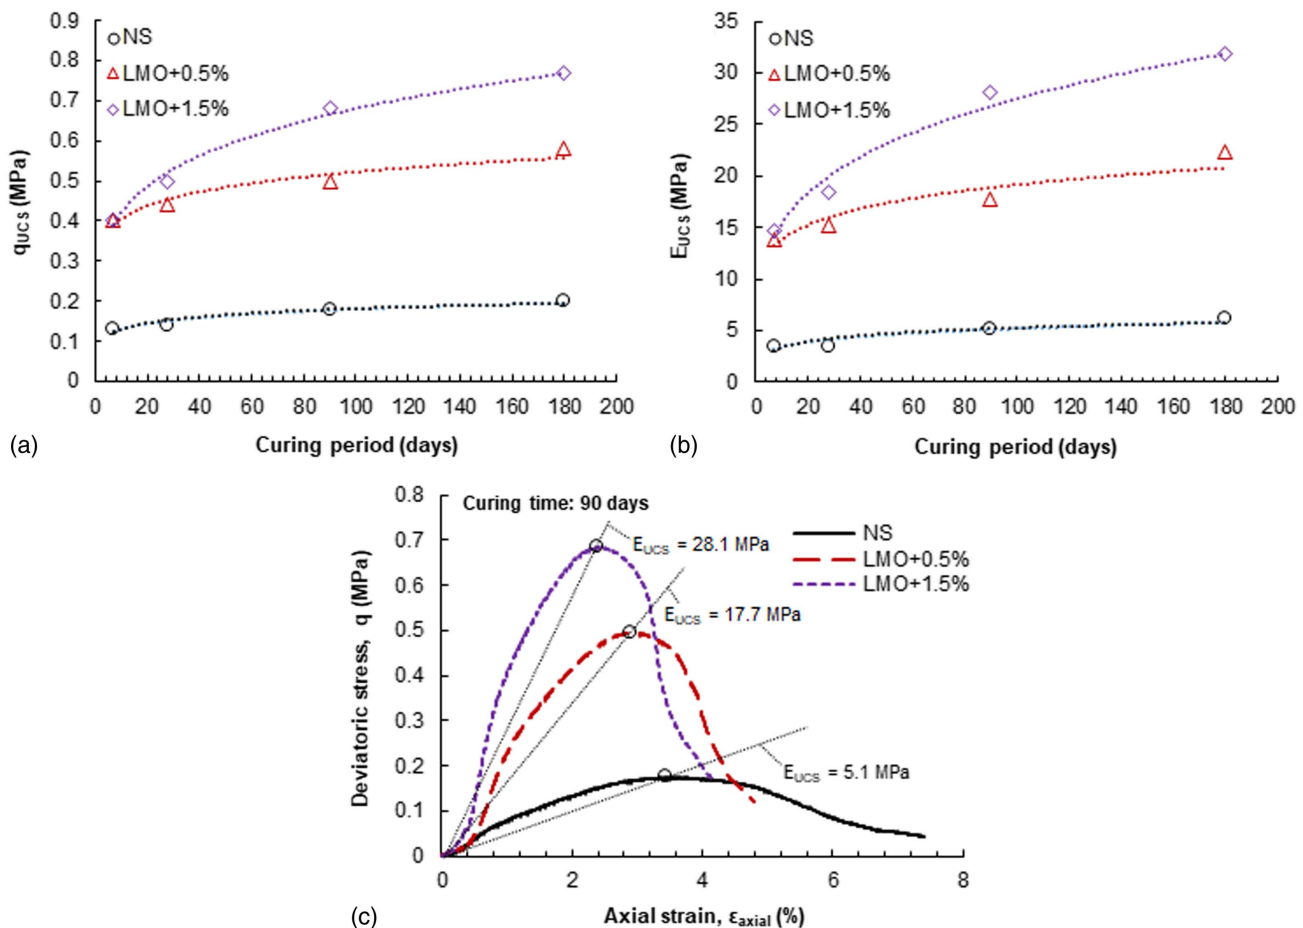 NS
LMO+0.5%
LMO+1.5%
0.9
0.8
0.7
0.6
0.5
0.4
0.3
0.2
0.1
0
qUCS (MPa)
0 20 40 60 80 100 120 140 160 180 200
Curing period (days)
(a)
NS
LMO+0.5%
LMO+1.5%
35
30
25
20
15
10
5
0
EUCS (MPa)
0 20 40 60 80 100 120 140 160 180 200
Curing period (days)
(b)
Curing time: 90 days
NS
LMO+0.5%
LMO+1.5%
EUCS = 28.1 MPa
EUCS = 17.7 MPa
EUCS = 5.1 MPa
0.8
0.7
0.6
0.5
0.4
0.3
0.2
0.1
0
Deviatoric stress, q (MPa)
0 2 4 6 8
Axial strain, εaxial (%)
(c)